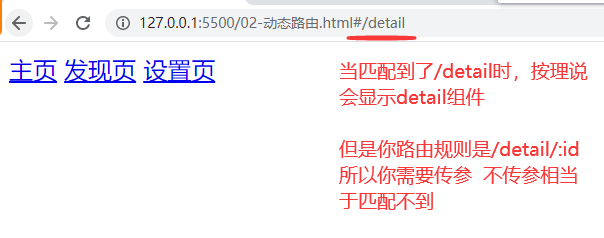 127.0.0.1:5500/02-动态路由.html#/detail
主页 发现页 设置页
当匹配到了/detail时，按理说
会显示detail组件
但是你路由规则是/detail/:id
所以你需要传参 不传参相当
于匹配不到